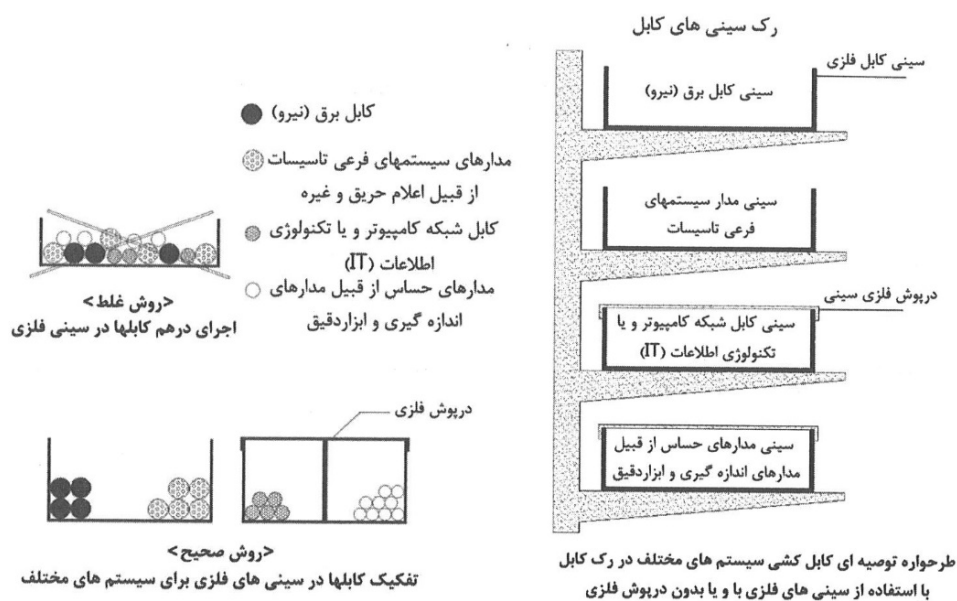 رک سینی های کابل
سینی کابل فلزی
سینی کابل برق (نیرو)
سینی مدار سیستمهای
فرعی تاسیسات
درپوش فلزی سینی
سینی کابل شبکه کامپیوتر و یا
تکنولوژی اطلاعات (IT)
سینی مدارهای حساس از قبیل
مدارهای اندازه گیری و ابزاردقیق
طرحواره توصیه ای کابل کشی سیستم های مختلف در رک کابل
با استفاده از سینی های فلزی با و یا بدون درپوش فلزی
کابل برق (نیرو)
مدارهای سیستمهای فرعی تاسیسات
از قبیل اعلام حریق و غیره
کابل شبکه کامپیوتر و یا تکنولوژی
اطلاعات (IT)
مدارهای حساس از قبیل مدارهای
اندازه گیری و ابزاردقیق
<روش غلط>
اجرای درهم کابلها در سینی فلزی
درپوش فلزی
<روش صحیح>
تفکیک کابلها در سینی های فلزی برای سیستم های مختلف